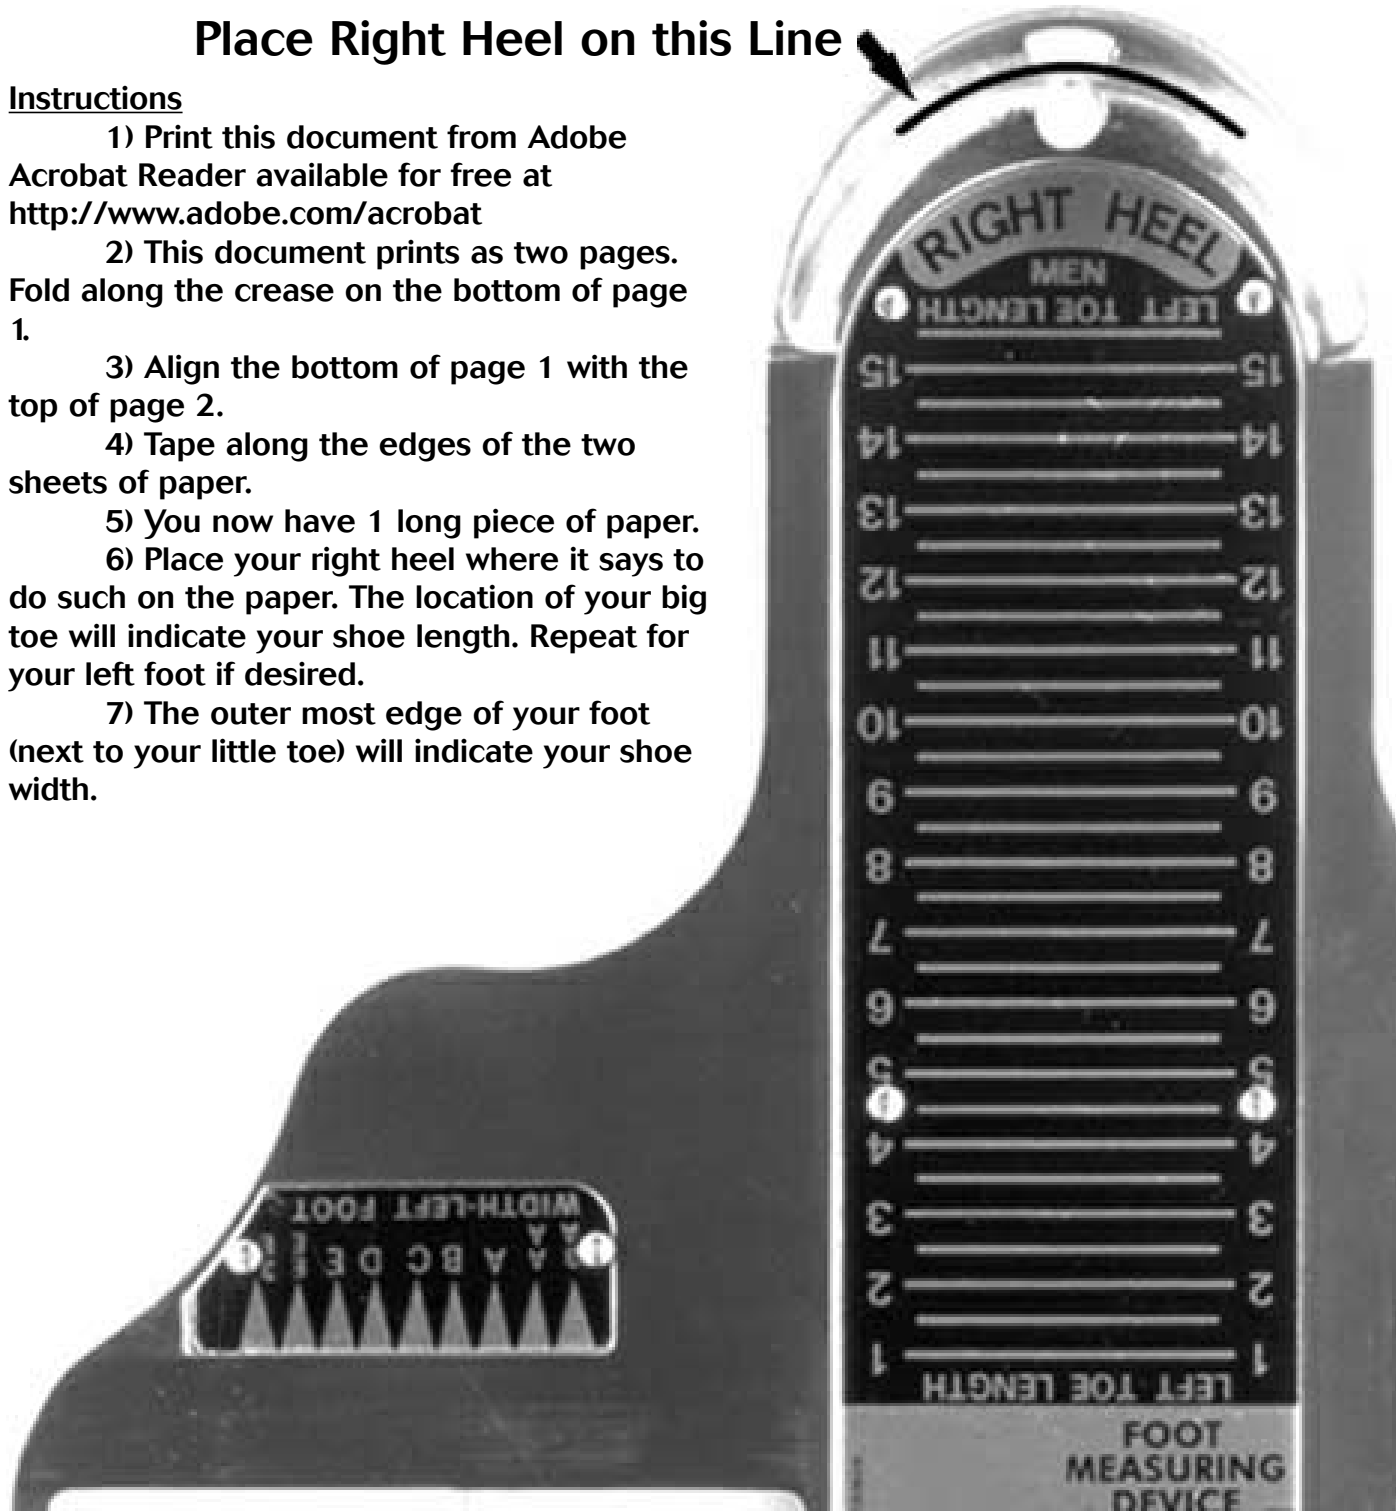 Place Right Heel on this Line
Instructions
1) Print this document from Adobe
Acrobat Reader available for free at
http://www.adobe.com/acrobat
2) This document prints as two pages.
Fold along the crease on the bottom of page
1.
3) Align the bottom of page 1 with the
top of page 2.
4) Tape along the edges of the two
sheets of paper.
5) You now have 1 long piece of paper.
6) Place your right heel where it says to
do such on the paper. The location of your big
toe will indicate your shoe length. Repeat for
your left foot if desired.
7) The outer most edge of your foot
(next to your little toe) will indicate your shoe
width.
RIGHT HEEL
MEN
LEFT TOE LENGTH
15 15
14 14
13 13
12 12
11 11
10 10
9 9
8 8
7 7
6 6
5 5
4 4
3 3
2 2
1 1
LEFT TOE LENGTH
WIDTH-LEFT FOOT
A A A B C D E E E
FOOT
MEASURING
DEVICE